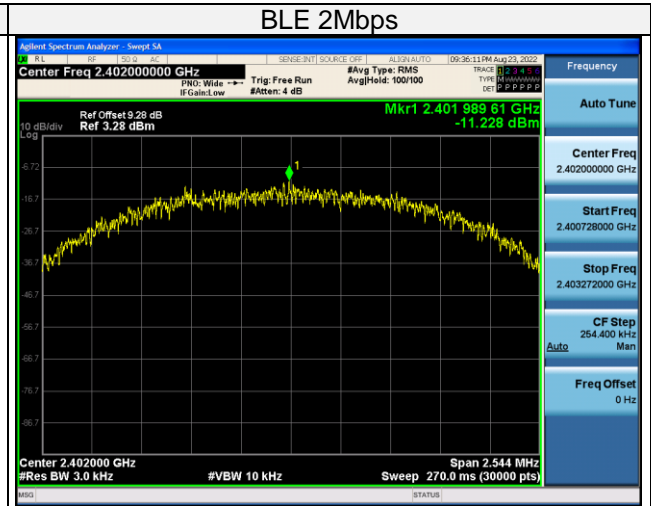 BLE 2Mbps
Agilent Spectrum Analyzer - Swept SA
LXI RL RF 50 Ω AC SENSE:INT SOURCE OFF ALIGN AUTO 09:36:11 PM Aug 23, 2022
Center Freq 2.402000000 GHz
PNO: Wide
IFGain:Low
Trig: Free Run
#Atten: 4 dB
#Avg Type: RMS
Avg|Hold: 100/100
TRACE 1 2 3 4 5 6
TYPE M WWWWW
DET P P P P P P
Frequency
Auto Tune
Center Freq
2.402000000 GHz
Start Freq
2.400728000 GHz
Stop Freq
2.403272000 GHz
CF Step
254.400 kHz
Auto Man
Freq Offset
0 Hz
Mkr1 2.401 989 61 GHz
-11.228 dBm
Ref Offset 9.28 dB
10 dB/div Ref 3.28 dBm
Log
1
-6.72
-16.7
-26.7
-36.7
-46.7
-56.7
-66.7
-76.7
-86.7
Center 2.402000 GHz Span 2.544 MHz
#Res BW 3.0 kHz #VBW 10 kHz Sweep 270.0 ms (30000 pts)
MSG STATUS